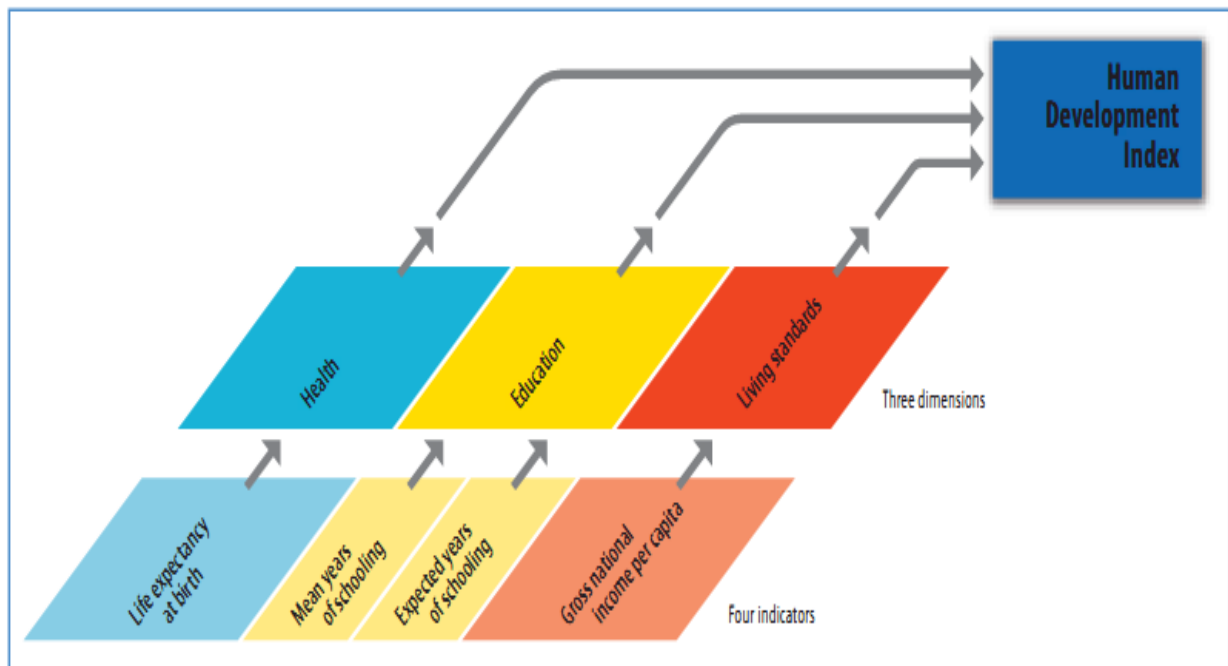 Human
Development
Index
Health
Education
Living standards
Three dimensions
Life expectancy
at birth
Mean years
of schooling
Expected years
of schooling
Gross national
income per capita
Four indicators